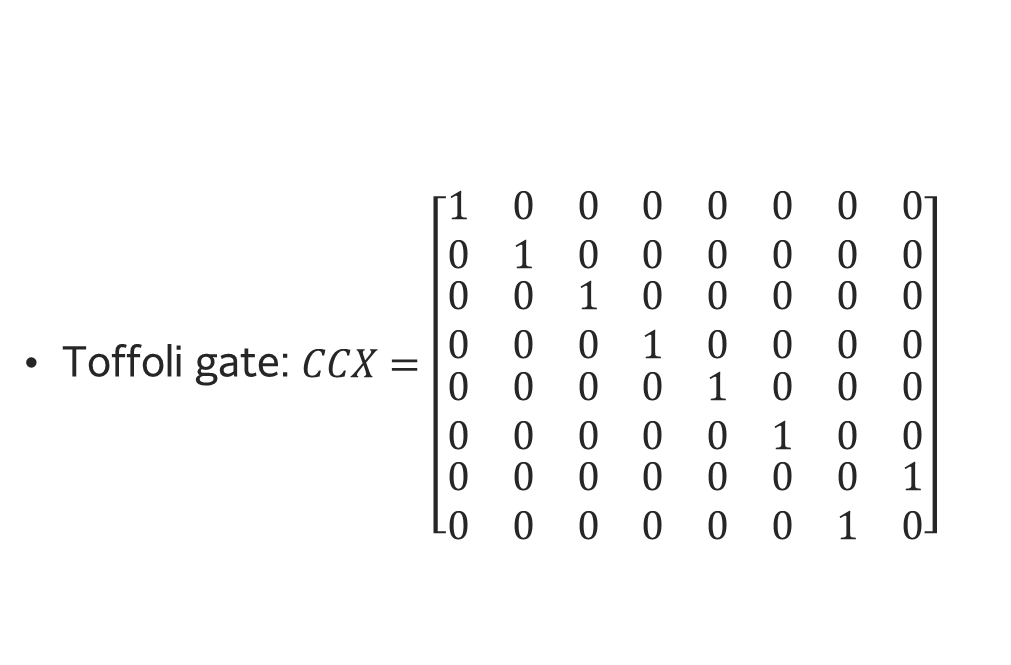 • Toffoli gate: CCX =
1 0 0 0 0 0 0 0
0 1 0 0 0 0 0 0
0 0 1 0 0 0 0 0
0 0 0 1 0 0 0 0
0 0 0 0 1 0 0 0
0 0 0 0 0 1 0 0
0 0 0 0 0 0 0 1
0 0 0 0 0 0 1 0